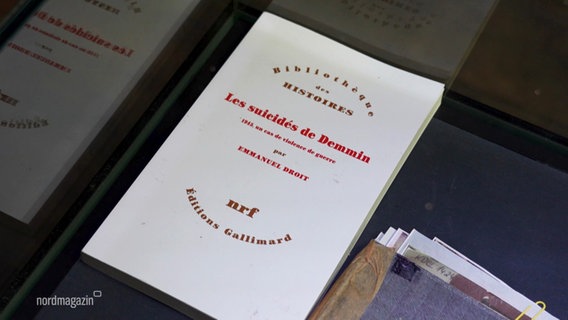 Bibliothèque
des
HISTOIRES
Les suicidés de Demmin
1945, un cas de violence de guerre
par
EMMANUEL DROIT
nrf
Éditions Gallimard
nordmagazin